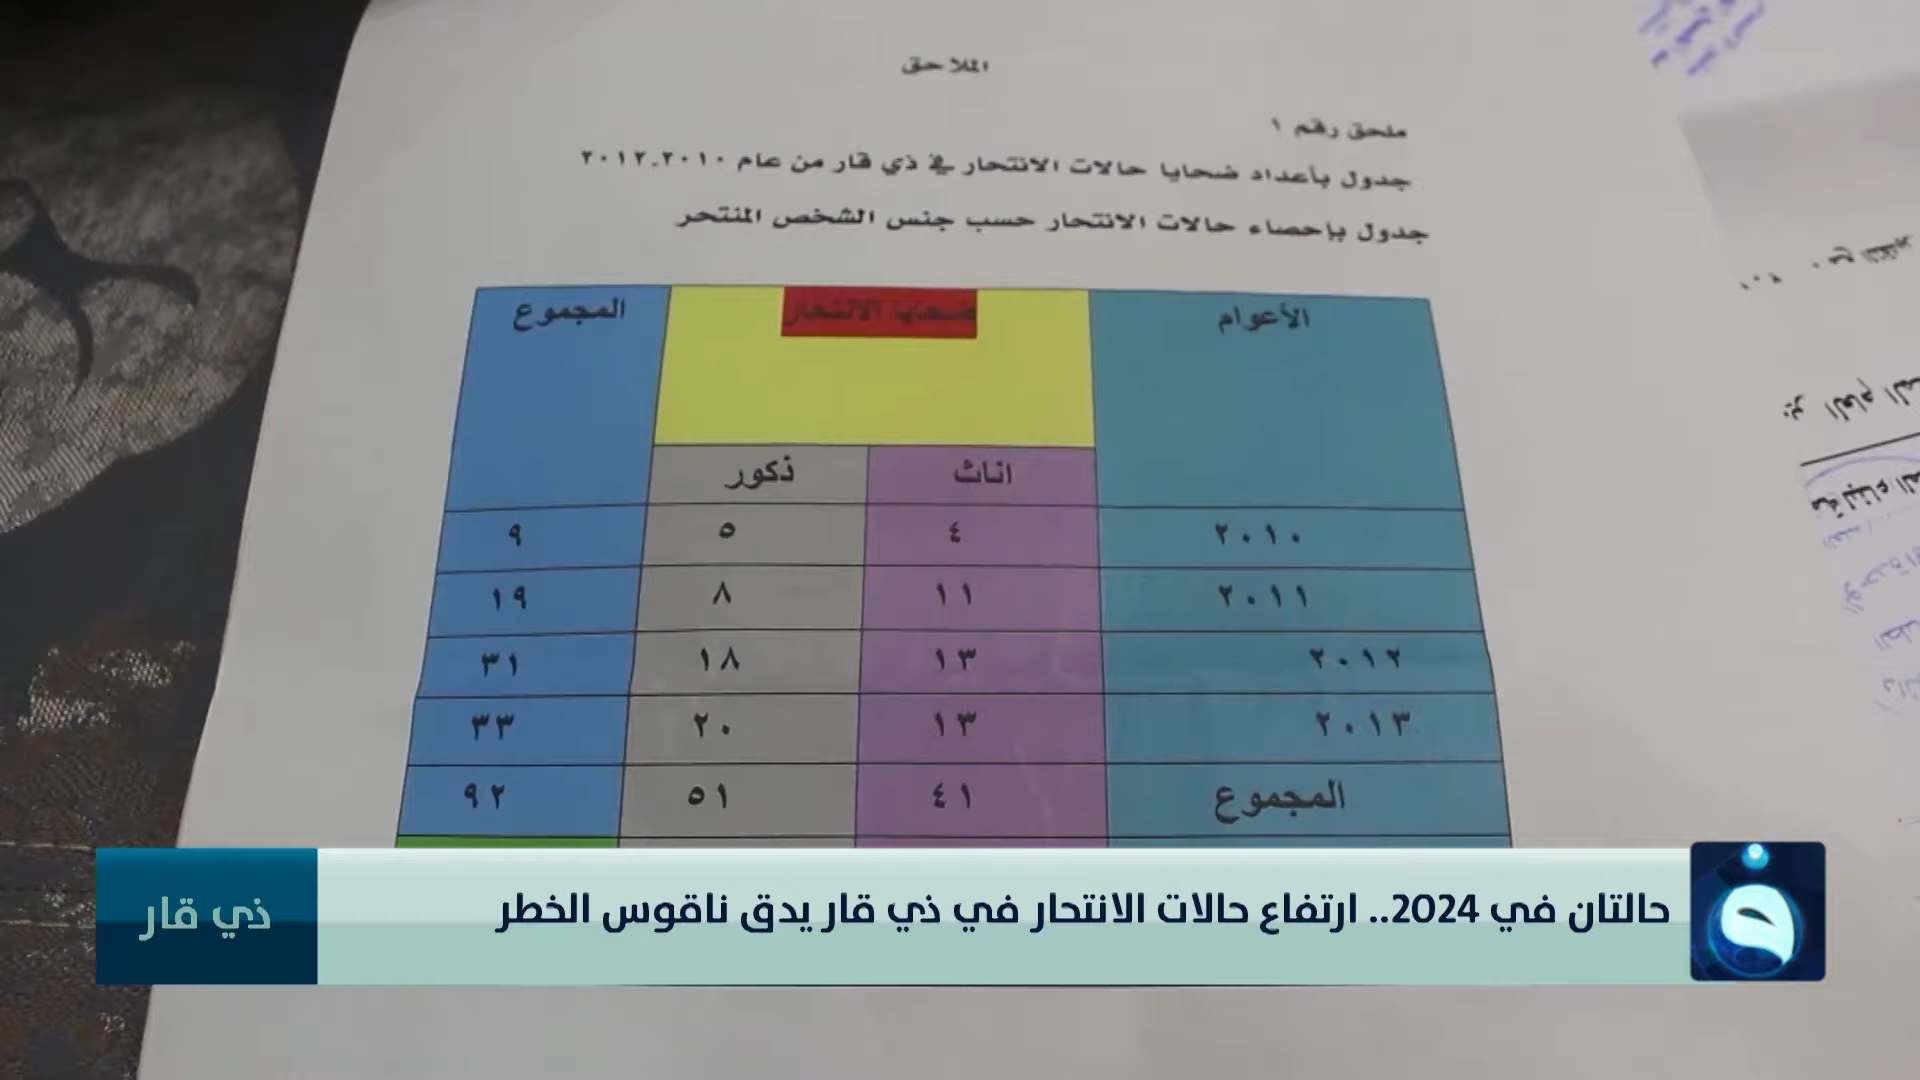 الملاحق
ملحق رقم ١
جدول بأعداد ضحايا حالات الانتحار في ذي قار من عام ٢٠١٠-٢٠١٢
جدول بإحصاء حالات الانتحار حسب جنس الشخص المنتحر
الأعوام ضحايا الانتحار المجموع
اناث ذكور
٢٠١٠ ٤ ٥ ٩
٢٠١١ ١١ ٨ ١٩
٢٠١٢ ١٣ ١٨ ٣١
٢٠١٣ ١٣ ٢٠ ٣٣
المجموع ٤١ ٥١ ٩٢
حالتان في 2024.. ارتفاع حالات الانتحار في ذي قار يدق ناقوس الخطر
ذي قار